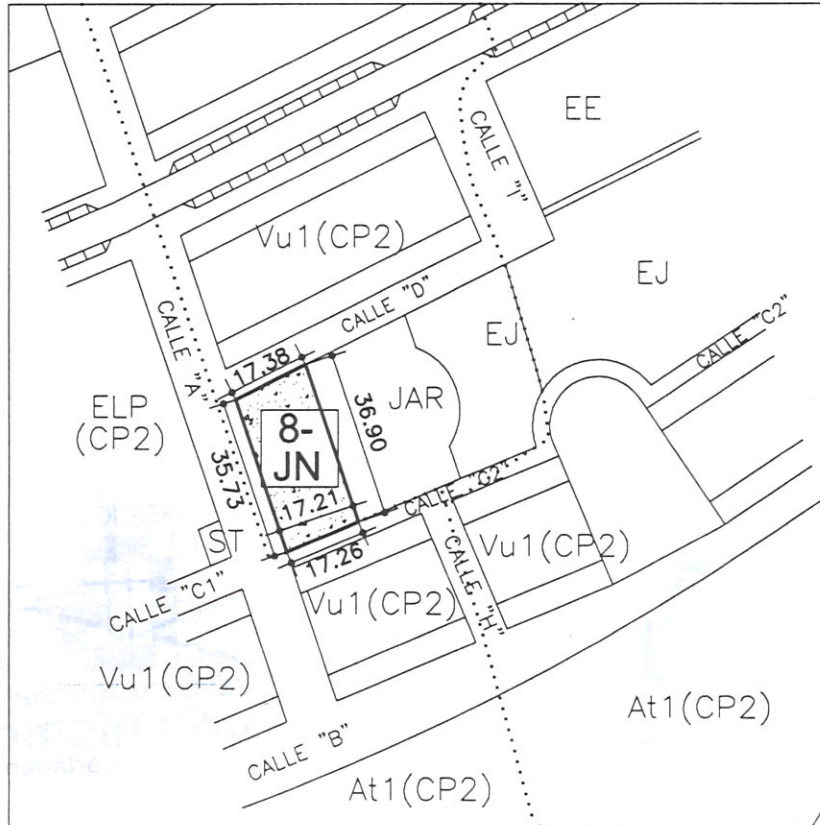 EE
CALLE "I"
Vu1(CP2)
EJ
CALLE "D"
CALLE "A"
EJ
CALLE "C2"
17.38
ELP
(CP2)
JAR
36.90
8-
JN
35.73
17.21
CALLE "C2"
ST
17.26
Vu1(CP2)
CALLE "H"
Vu1(CP2)
CALLE "C1"
Vu1(CP2)
At1(CP2)
CALLE "B"
At1(CP2)